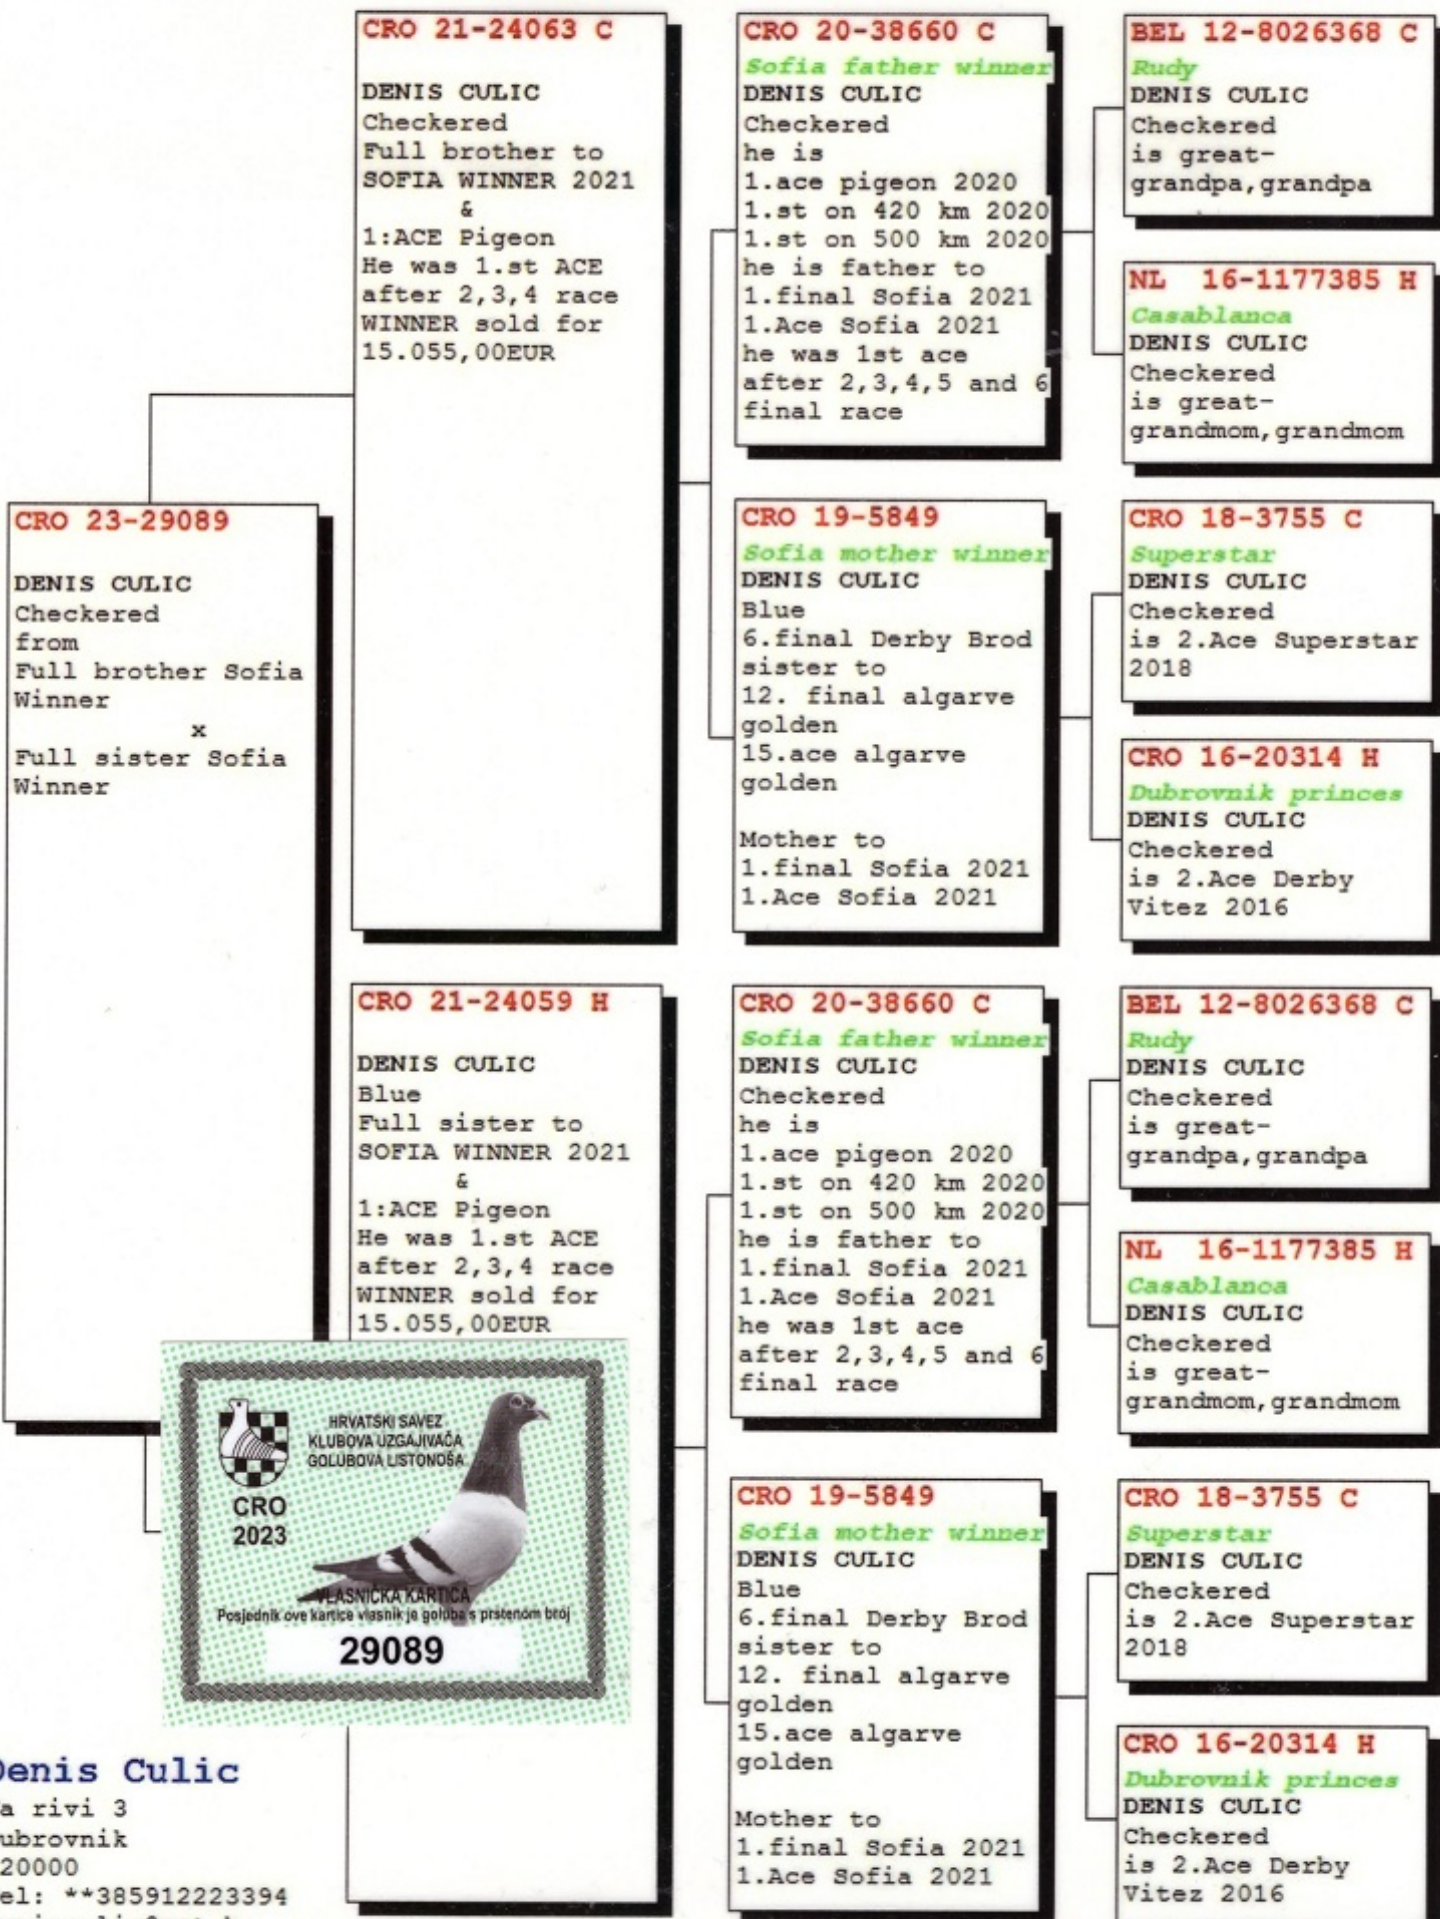 CRO 23-29089
DENIS CULIC
Checkered
from
Full brother Sofia
Winner
x
Full sister Sofia
Winner
CRO 21-24063 C
DENIS CULIC
Checkered
Full brother to
SOFIA WINNER 2021
&
1:ACE Pigeon
He was 1.st ACE
after 2,3,4 race
WINNER sold for
15.055,00EUR
CRO 21-24059 H
DENIS CULIC
Blue
Full sister to
SOFIA WINNER 2021
&
1:ACE Pigeon
He was 1.st ACE
after 2,3,4 race
WINNER sold for
15.055,00EUR
CRO 20-38660 C
Sofia father winner
DENIS CULIC
Checkered
he is
1.ace pigeon 2020
1.st on 420 km 2020
1.st on 500 km 2020
he is father to
1.final Sofia 2021
1.Ace Sofia 2021
he was 1st ace
after 2,3,4,5 and 6
final race
CRO 19-5849
Sofia mother winner
DENIS CULIC
Blue
6.final Derby Brod
sister to
12. final algarve
golden
15.ace algarve
golden
Mother to
1.final Sofia 2021
1.Ace Sofia 2021
CRO 20-38660 C
Sofia father winner
DENIS CULIC
Checkered
he is
1.ace pigeon 2020
1.st on 420 km 2020
1.st on 500 km 2020
he is father to
1.final Sofia 2021
1.Ace Sofia 2021
he was 1st ace
after 2,3,4,5 and 6
final race
CRO 19-5849
Sofia mother winner
DENIS CULIC
Blue
6.final Derby Brod
sister to
12. final algarve
golden
15.ace algarve
golden
Mother to
1.final Sofia 2021
1.Ace Sofia 2021
BEL 12-8026368 C
Rudy
DENIS CULIC
Checkered
is great-
grandpa,grandpa
NL 16-1177385 H
Casablanca
DENIS CULIC
Checkered
is great-
grandmom,grandmom
CRO 18-3755 C
Superstar
DENIS CULIC
Checkered
is 2.Ace Superstar
2018
CRO 16-20314 H
Dubrovnik princes
DENIS CULIC
Checkered
is 2.Ace Derby
Vitez 2016
BEL 12-8026368 C
Rudy
DENIS CULIC
Checkered
is great-
grandpa,grandpa
NL 16-1177385 H
Casablanca
DENIS CULIC
Checkered
is great-
grandmom,grandmom
CRO 18-3755 C
Superstar
DENIS CULIC
Checkered
is 2.Ace Superstar
2018
CRO 16-20314 H
Dubrovnik princes
DENIS CULIC
Checkered
is 2.Ace Derby
Vitez 2016
HRVATSKI SAVEZ
KLUBOVA UZGAJIVAČA
GOLUBOVA LISTONOŠA
CRO
2023
VLASNIČKA KARTICA
Posjednik ove kartice vlasnik je goluba s prstenom broj
29089
Denis Culic
a rivi 3
ubrovnik
20000
el: **385912223394